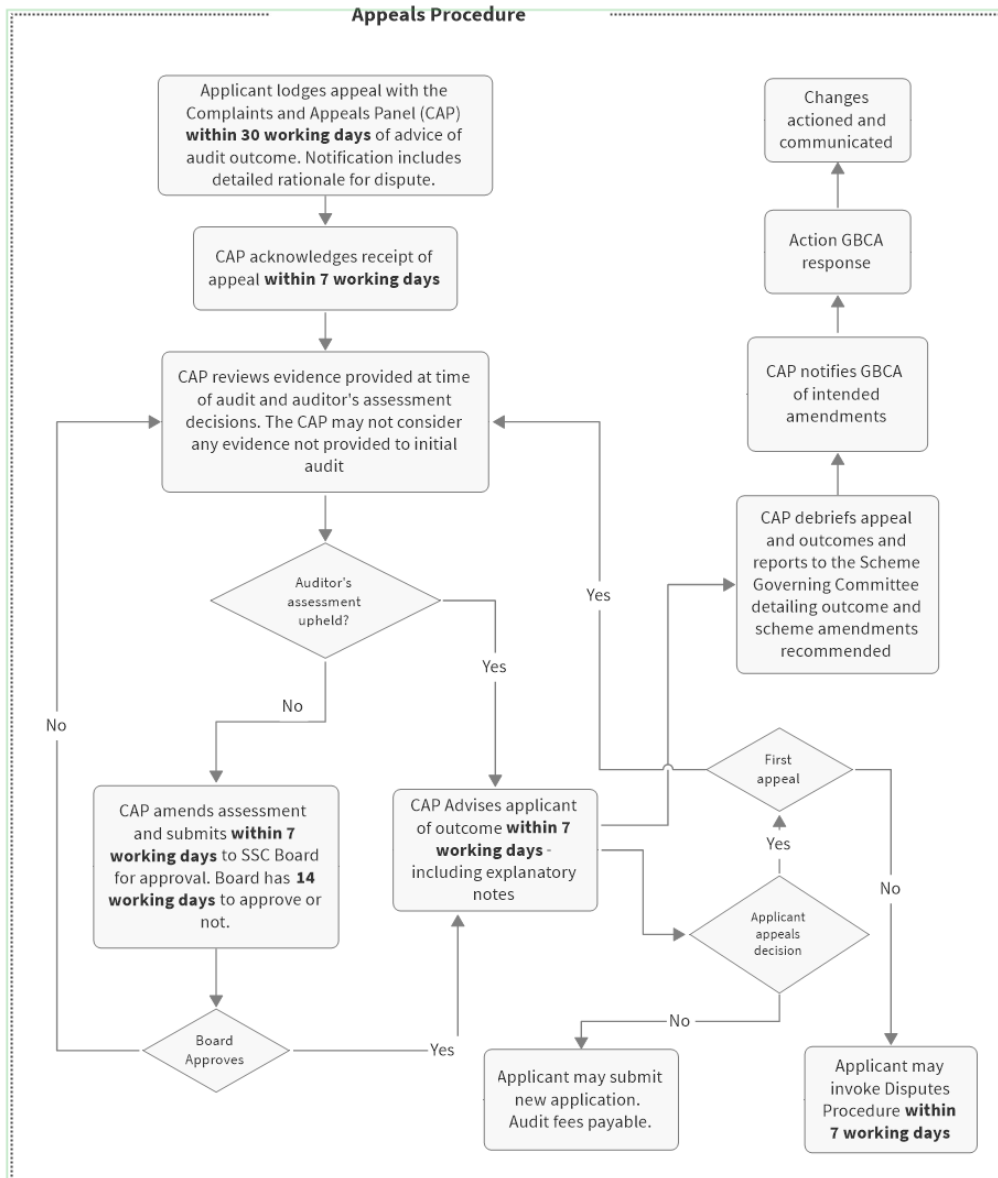 Appeals Procedure
Applicant lodges appeal with the
Complaints and Appeals Panel (CAP)
within 30 working days of advice of
audit outcome. Notification includes
detailed rationale for dispute.
CAP acknowledges receipt of
appeal within 7 working days
CAP reviews evidence provided at time
of audit and auditor's assessment
decisions. The CAP may not consider
any evidence not provided to initial
audit
Auditor's
assessment
upheld?
Yes
No
No
CAP amends assessment
and submits within 7
working days to SSC Board
for approval. Board has 14
working days to approve or
not.
Board
Approves
Yes
CAP Advises applicant
of outcome within 7
working days -
including explanatory
notes
Changes
actioned and
communicated
Action GBCA
response
CAP notifies GBCA
of intended
amendments
CAP debriefs appeal
and outcomes and
reports to the Scheme
Governing Committee
detailing outcome and
scheme amendments
recommended
Yes
First
appeal
Yes
No
Applicant
appeals
decision
No
Applicant may submit
new application.
Audit fees payable.
Applicant may
invoke Disputes
Procedure within
7 working days